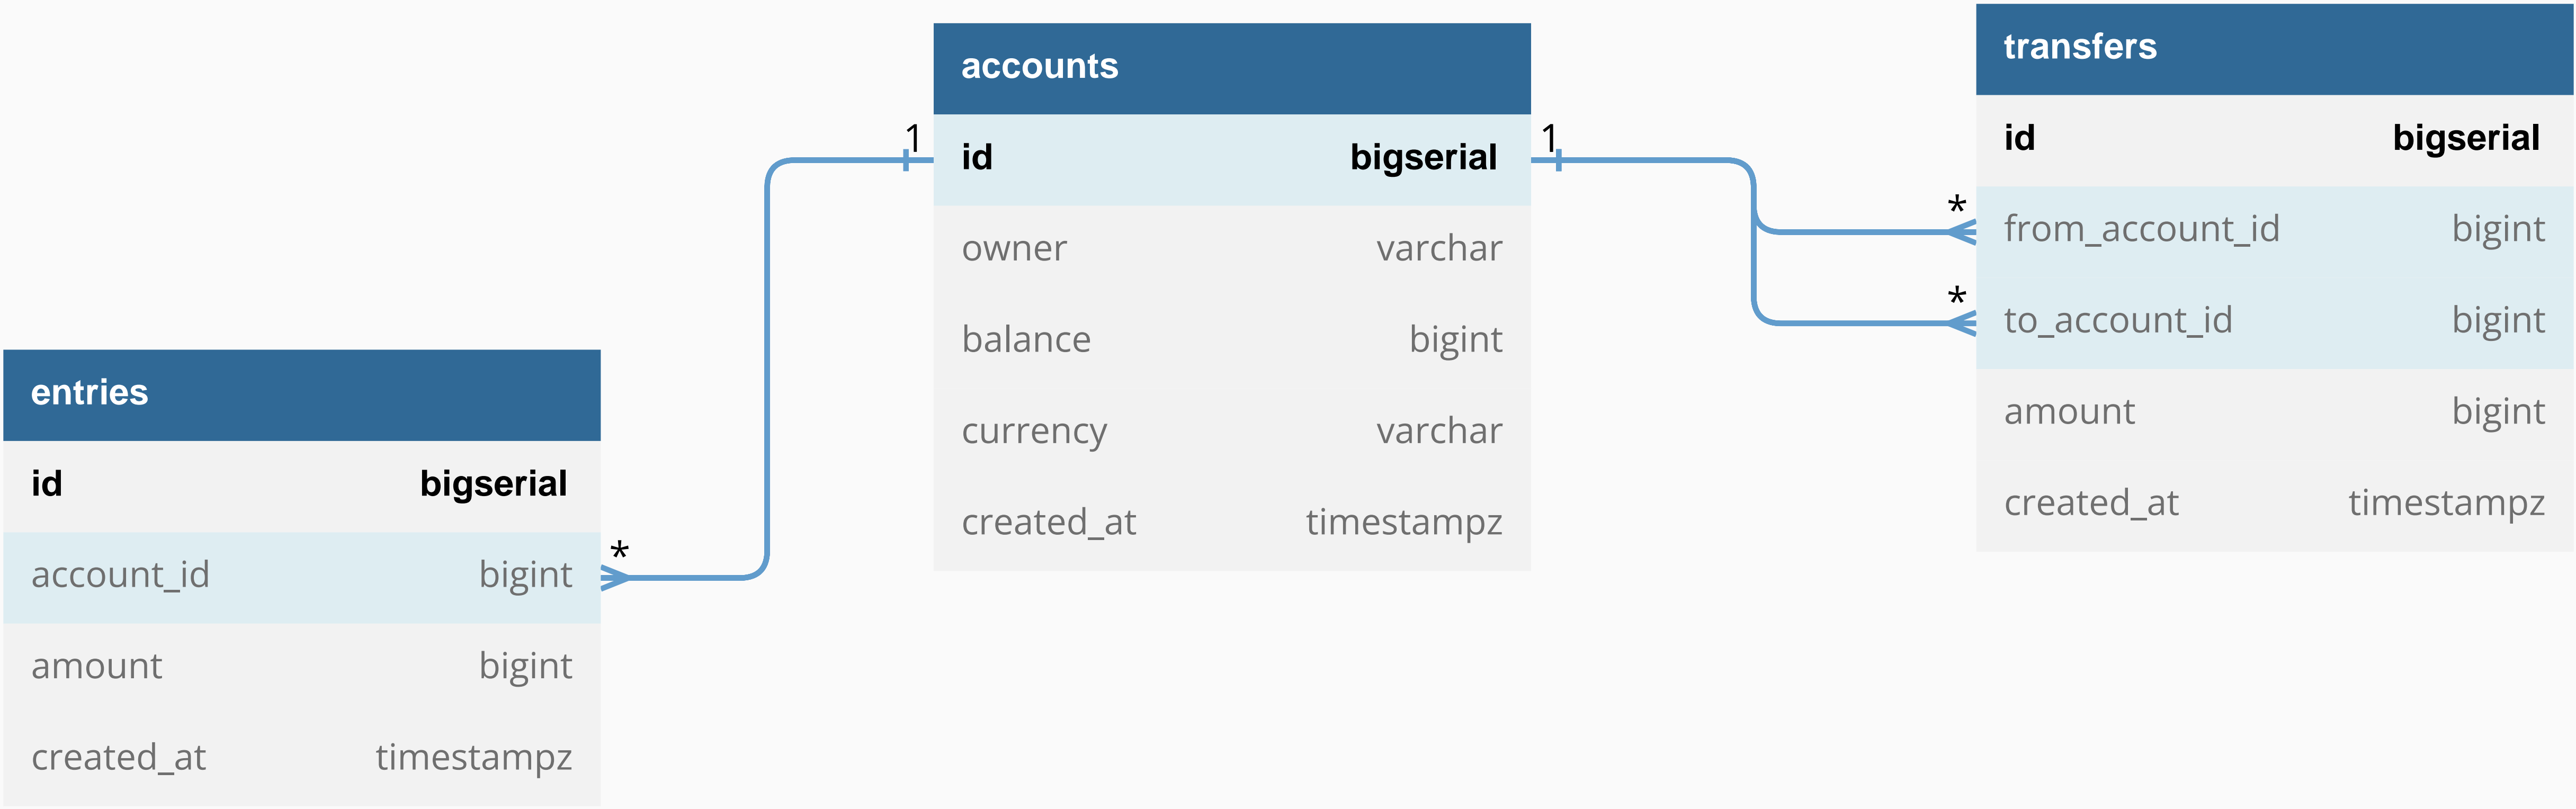 entries
id bigserial
account_id bigint
amount bigint
created_at timestampz
*
1
accounts
id bigserial
owner varchar
balance bigint
currency varchar
created_at timestampz
1
*
*
transfers
id bigserial
from_account_id bigint
to_account_id bigint
amount bigint
created_at timestampz